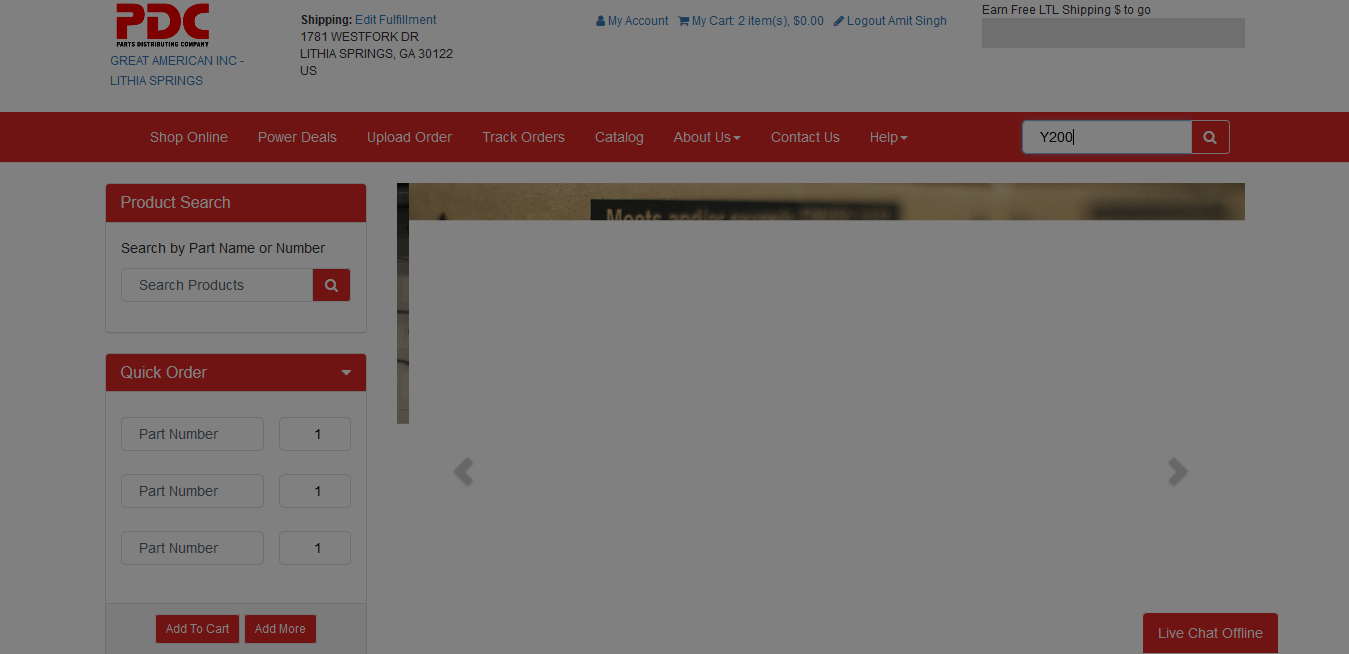 PDC
PARTS DISTRIBUTING COMPANY
GREAT AMERICAN INC -
LITHIA SPRINGS
Shipping: Edit Fulfillment
1781 WESTFORK DR
LITHIA SPRINGS, GA 30122
US
My Account My Cart: 2 item(s), $0.00 Logout Amit Singh
Earn Free LTL Shipping $ to go
Shop Online Power Deals Upload Order Track Orders Catalog About Us Contact Us Help Y200
Product Search
Search by Part Name or Number
Search Products
Quick Order
Part Number 1
Part Number 1
Part Number 1
Add To Cart Add More
Meets and/or
Live Chat Offline